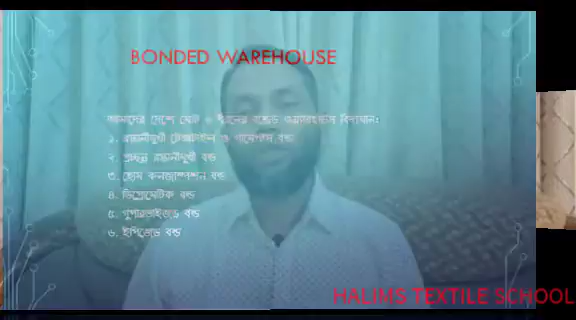 BONDED WAREHOUSE
আমাদের দেশে মোট ৬ ধরনের বন্ডেড ওয়্যারহাউস বিদ্যমান:
১. রপ্তানীমুখী টেক্সটাইল ও গার্মেন্টস বন্ড
২. প্রচ্ছন্ন রপ্তানীমুখী বন্ড
৩. হোম কনজাম্পশন বন্ড
৪. ডিপ্লোমেটিক বন্ড
৫. সুপারভাইজড বন্ড
৬. ইপিজেড বন্ড
HALIMS TEXTILE SCHOOL